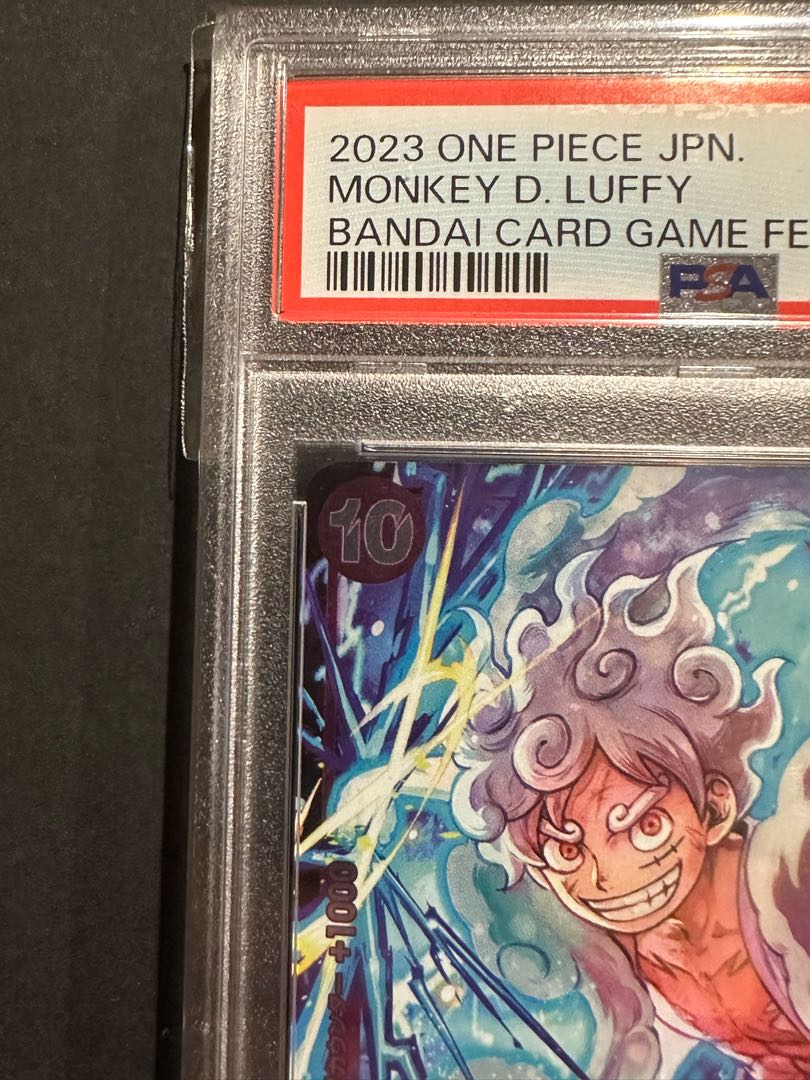 2023 ONE PIECE JPN.
MONKEY D. LUFFY
BANDAI CARD GAME FE
PSA
10
+1000